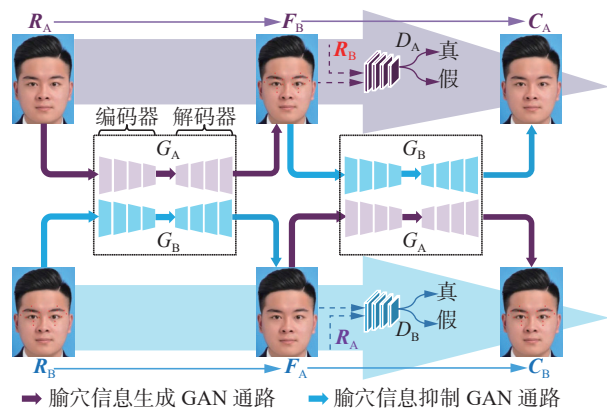 R_A F_B C_A
R_B D_A 真
假
编码器 解码器
G_A G_B
G_B G_A
真
D_B 假
R_A
R_B F_A C_B
腧穴信息生成 GAN 通路 腧穴信息抑制 GAN 通路